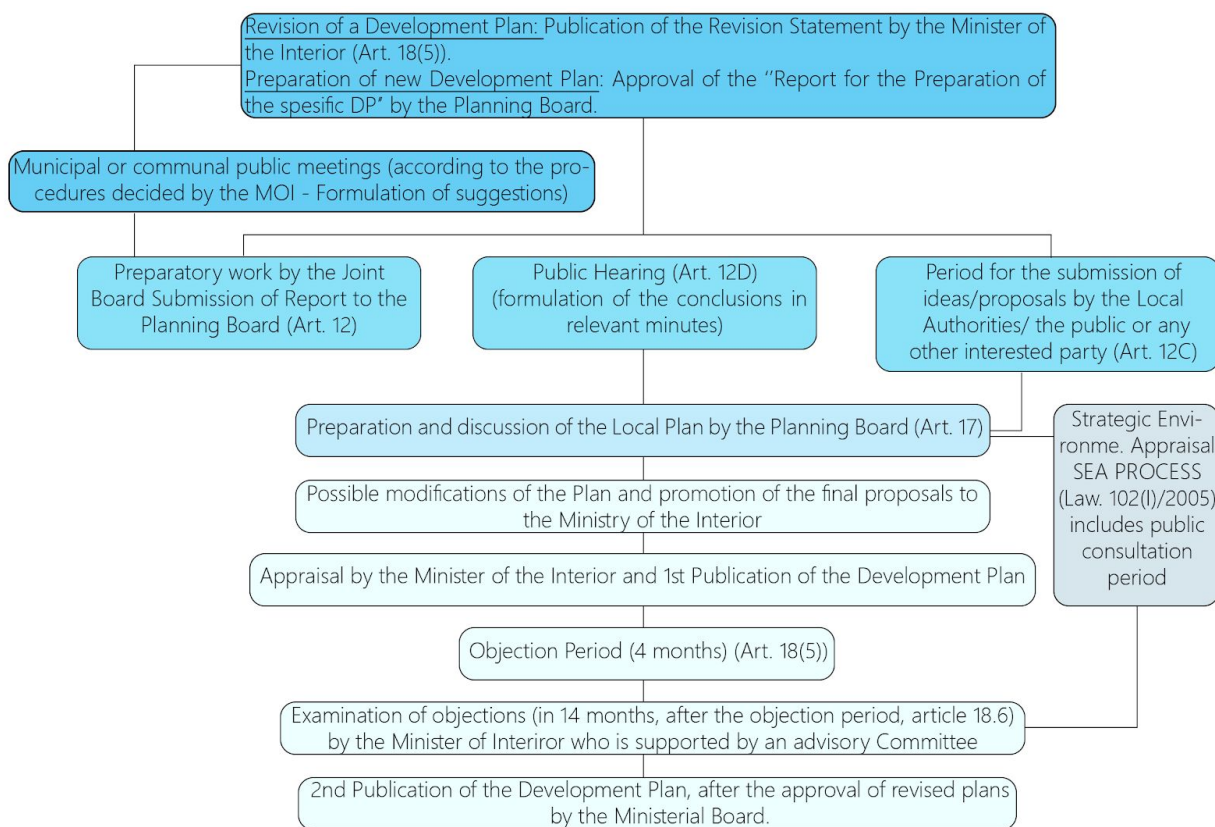 Revision of a Development Plan: Publication of the Revision Statement by the Minister of
the Interior (Art. 18(5)).
Preparation of new Development Plan: Approval of the ‘’Report for the Preparation of
the spesific DP" by the Planning Board.
Municipal or communal public meetings (according to the pro-
cedures decided by the MOI - Formulation of suggestions)
Preparatory work by the Joint
Board Submission of Report to the
Planning Board (Art. 12)
Public Hearing (Art. 12D)
(formulation of the conclusions in
relevant minutes)
Period for the submission of
ideas/proposals by the Local
Authorities/ the public or any
other interested party (Art. 12C)
Preparation and discussion of the Local Plan by the Planning Board (Art. 17)
Strategic Envi-
ronme. Appraisal
SEA PROCESS
(Law. 102(I)/2005)
includes public
consultation
period
Possible modifications of the Plan and promotion of the final proposals to
the Ministry of the Interior
Appraisal by the Minister of the Interior and 1st Publication of the Development Plan
Objection Period (4 months) (Art. 18(5))
Examination of objections (in 14 months, after the objection period, article 18.6)
by the Minister of Interiror who is supported by an advisory Committee
2nd Publication of the Development Plan, after the approval of revised plans
by the Ministerial Board.